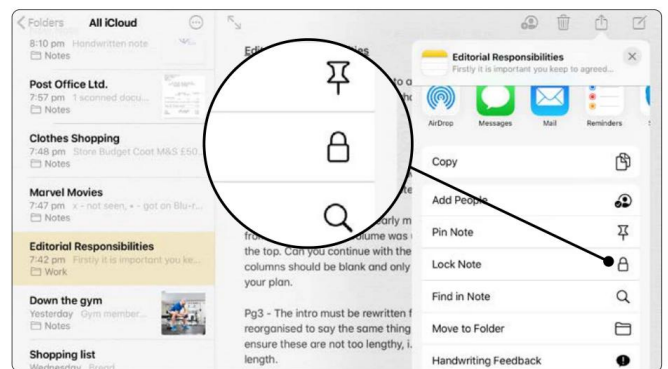 Folders
All iCloud
8:10 pm Handwritten note
Notes
Post Office Ltd.
7:57 pm 1 scanned docu...
Notes
Clothes Shopping
7:48 pm Store Budget Coat M&S £50
Notes
Marvel Movies
7:47 pm x - not seen, • - got on Blu-r...
Notes
Editorial Responsibilities
7:42 pm Firstly it is important you ke...
Work
Down the gym
Yesterday Gym member...
Notes
Shopping list
Wednesday Bread
the top. Can you continue with the
columns should be blank and only
your plan.
Pg3 - The intro must be rewritten f
reorganised to say the same thing
ensure these are not too lengthy, i.
length.
Editorial Responsibilities
Firstly it is important you keep to agreed...
AirDrop
Messages
Mail
Reminders
Copy
Add People
Pin Note
Lock Note
Find in Note
Move to Folder
Handwriting Feedback